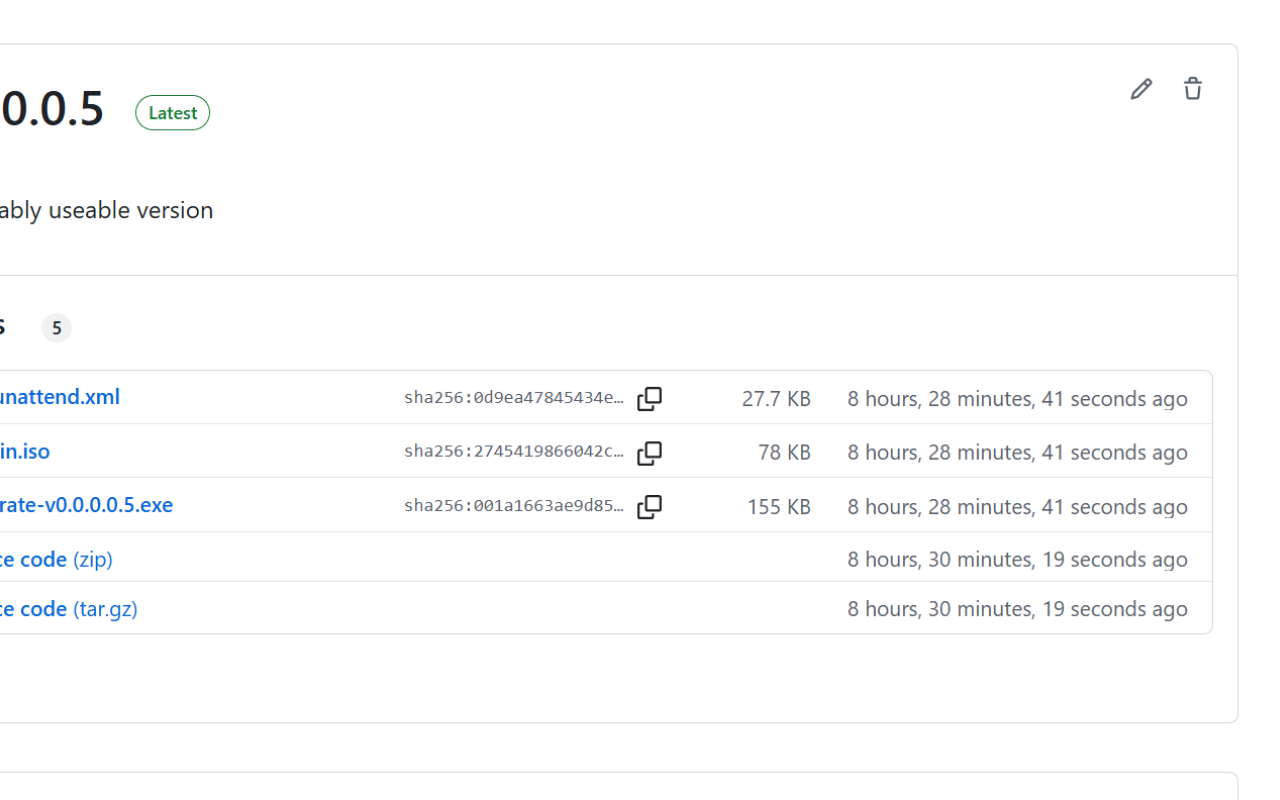 0.0.5 Latest
ably useable version
s 5
unattend.xml sha256:0d9ea47845434e… 27.7 KB 8 hours, 28 minutes, 41 seconds ago
in.iso sha256:2745419866042c… 78 KB 8 hours, 28 minutes, 41 seconds ago
rate-v0.0.0.0.5.exe sha256:001a1663ae9d85… 155 KB 8 hours, 28 minutes, 41 seconds ago
ce code (zip) 8 hours, 30 minutes, 19 seconds ago
ce code (tar.gz) 8 hours, 30 minutes, 19 seconds ago